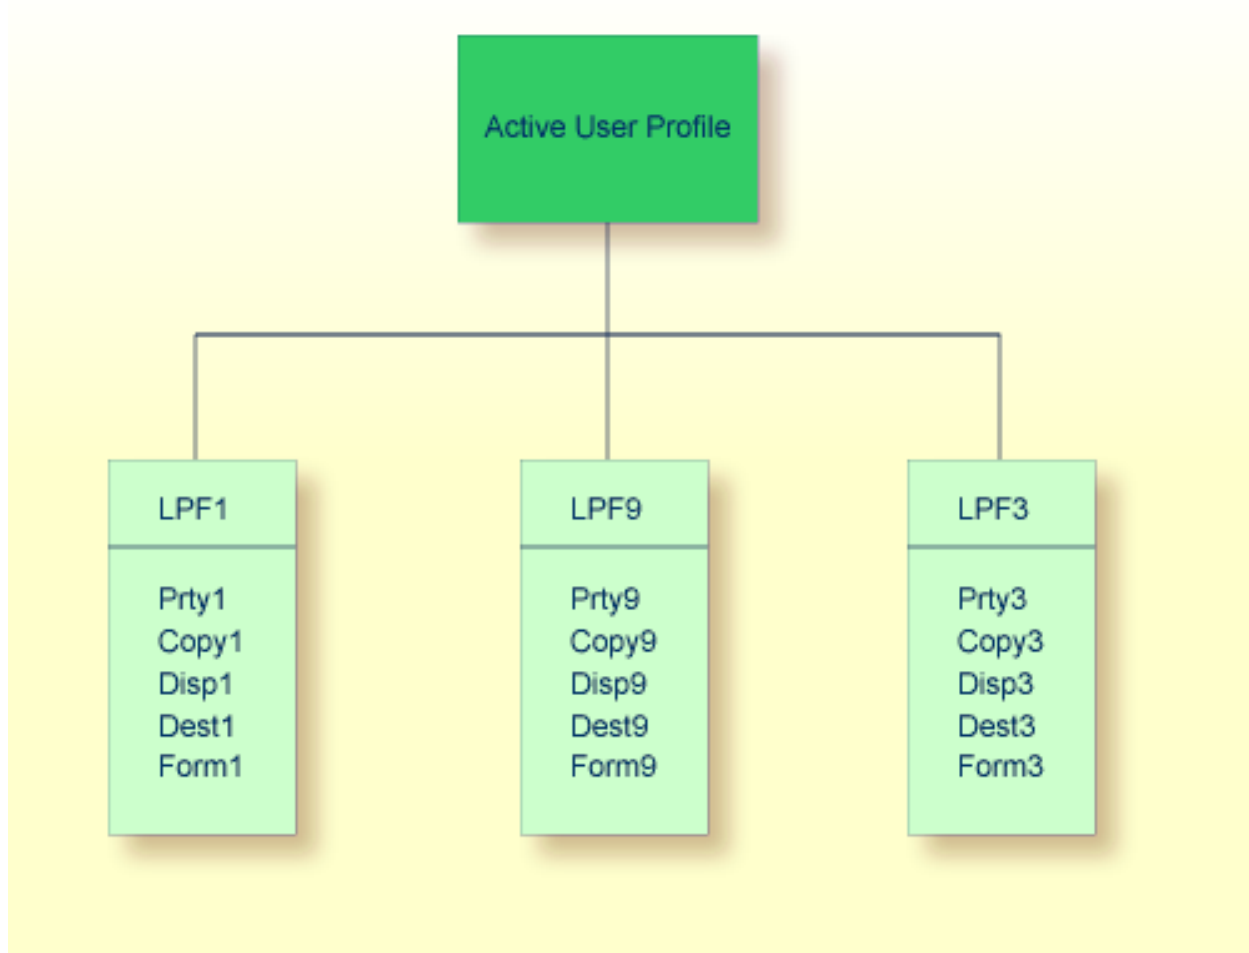 Active User Profile
LPF1
Prty1
Copy1
Disp1
Dest1
Form1
LPF9
Prty9
Copy9
Disp9
Dest9
Form9
LPF3
Prty3
Copy3
Disp3
Dest3
Form3